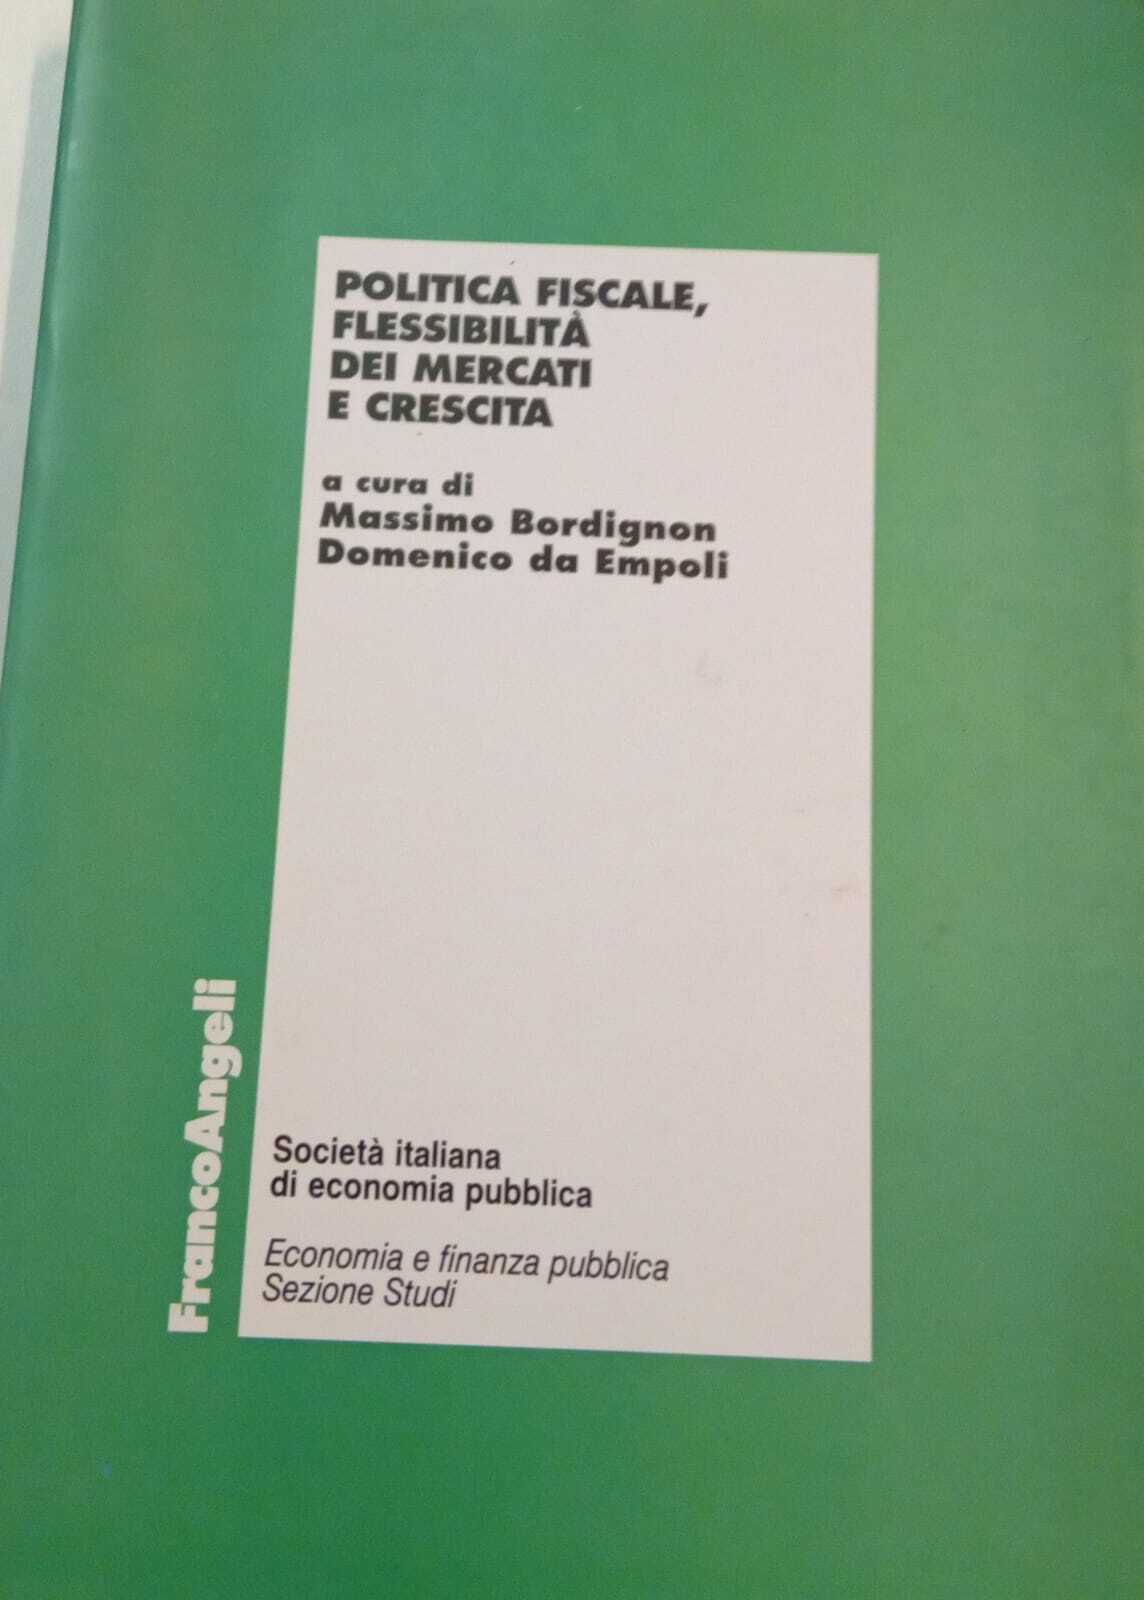 POLITICA FISCALE,
FLESSIBILITÀ
DEI MERCATI
E CRESCITA
a cura di
Massimo Bordignon
Domenico da Empoli
FrancoAngeli
Società italiana
di economia pubblica
Economia e finanza pubblica
Sezione Studi